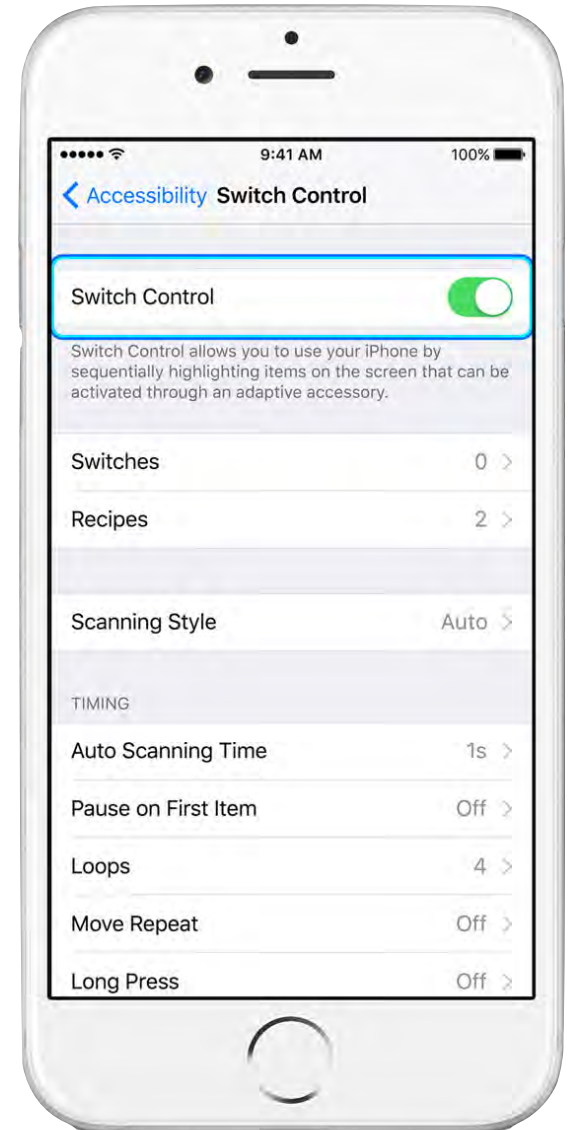 9:41 AM 100%
Accessibility Switch Control
Switch Control
Switch Control allows you to use your iPhone by
sequentially highlighting items on the screen that can be
activated through an adaptive accessory.
Switches 0
Recipes 2
Scanning Style Auto
TIMING
Auto Scanning Time 1s
Pause on First Item Off
Loops 4
Move Repeat Off
Long Press Off